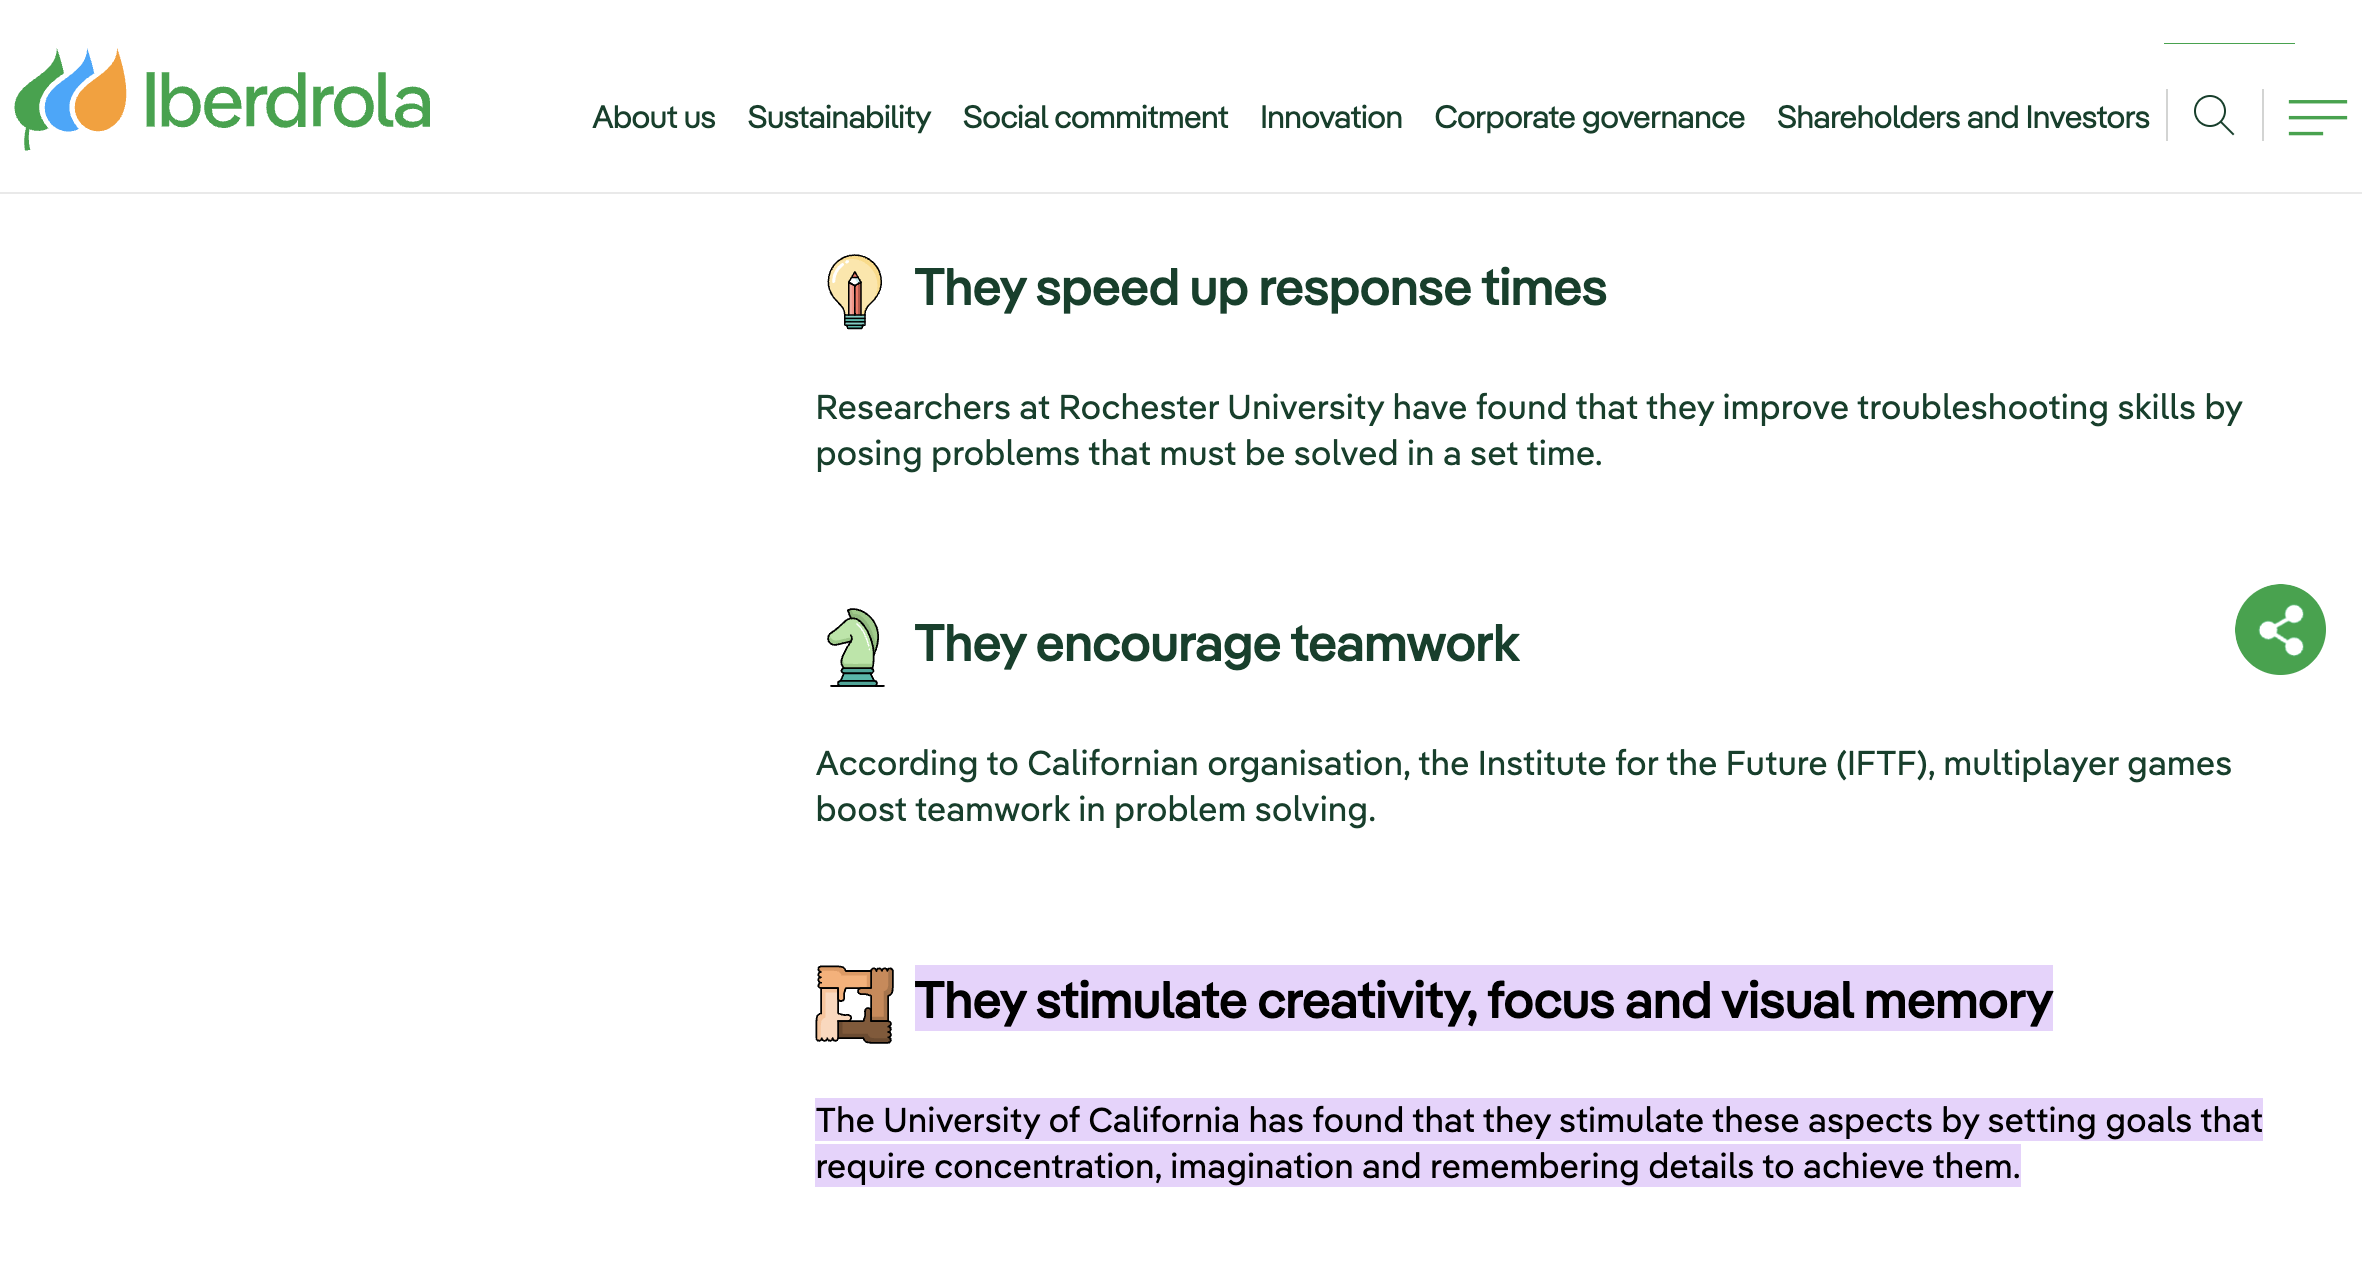 Iberdrola
About us Sustainability Social commitment Innovation Corporate governance Shareholders and Investors
They speed up response times
Researchers at Rochester University have found that they improve troubleshooting skills by
posing problems that must be solved in a set time.
They encourage teamwork
According to Californian organisation, the Institute for the Future (IFTF), multiplayer games
boost teamwork in problem solving.
They stimulate creativity, focus and visual memory
The University of California has found that they stimulate these aspects by setting goals that
require concentration, imagination and remembering details to achieve them.